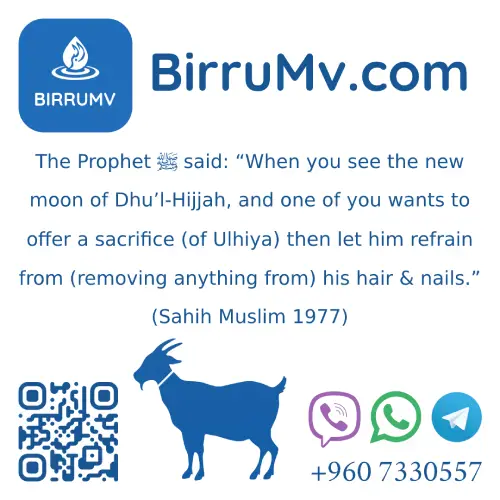 BIRRUMV
BirruMv.com
The Prophet ﷺ said: “When you see the new
moon of Dhu’l-Hijjah, and one of you wants to
offer a sacrifice (of Ulhiya) then let him refrain
from (removing anything from) his hair & nails.”
(Sahih Muslim 1977)
+960 7330557